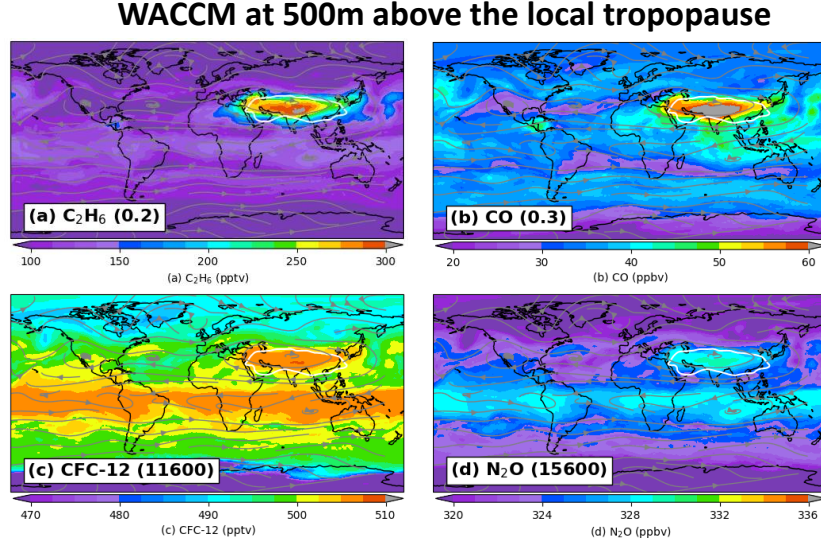 WACCM at 500m above the local tropopause
(a) C₂H₆ (0.2)
100 150 200 250 300
(a) C₂H₆ (pptv)
(b) CO (0.3)
20 30 40 50 60
(b) CO (ppbv)
(c) CFC-12 (11600)
470 480 490 500 510
(c) CFC-12 (pptv)
(d) N₂O (15600)
320 324 328 332 336
(d) N₂O (ppbv)